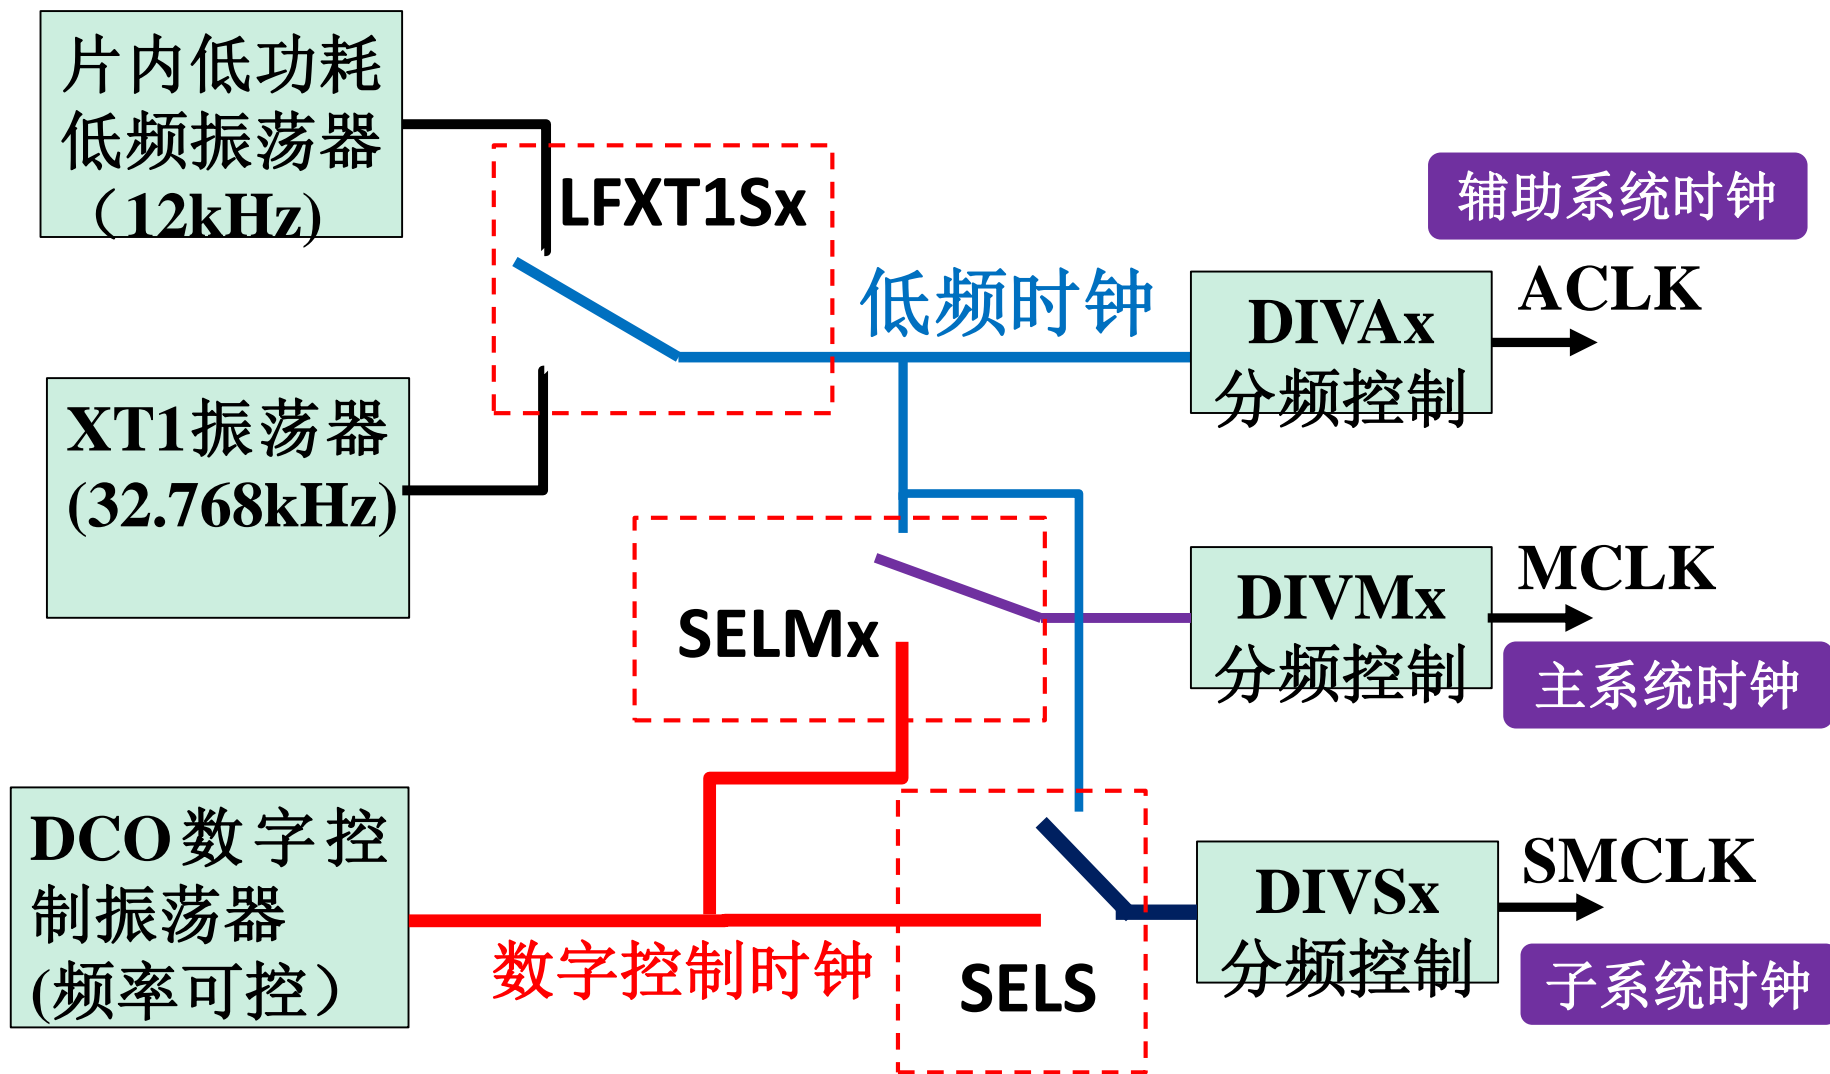 片内低功耗
低频振荡器
（12kHz)
LFXT1Sx
辅助系统时钟
低频时钟
DIVAx
分频控制
ACLK
XT1振荡器
(32.768kHz)
SELMx
DIVMx
分频控制
MCLK
主系统时钟
DCO数字控
制振荡器
(频率可控）
数字控制时钟
SELS
DIVSx
分频控制
SMCLK
子系统时钟